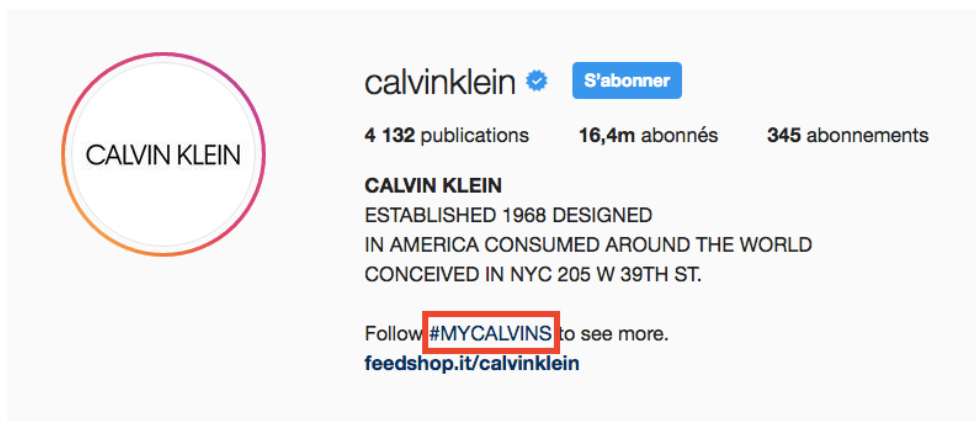 CALVIN KLEIN
calvinklein S'abonner
4 132 publications 16,4m abonnés 345 abonnements
CALVIN KLEIN
ESTABLISHED 1968 DESIGNED
IN AMERICA CONSUMED AROUND THE WORLD
CONCEIVED IN NYC 205 W 39TH ST.
Follow #MYCALVINS to see more.
feedshop.it/calvinklein